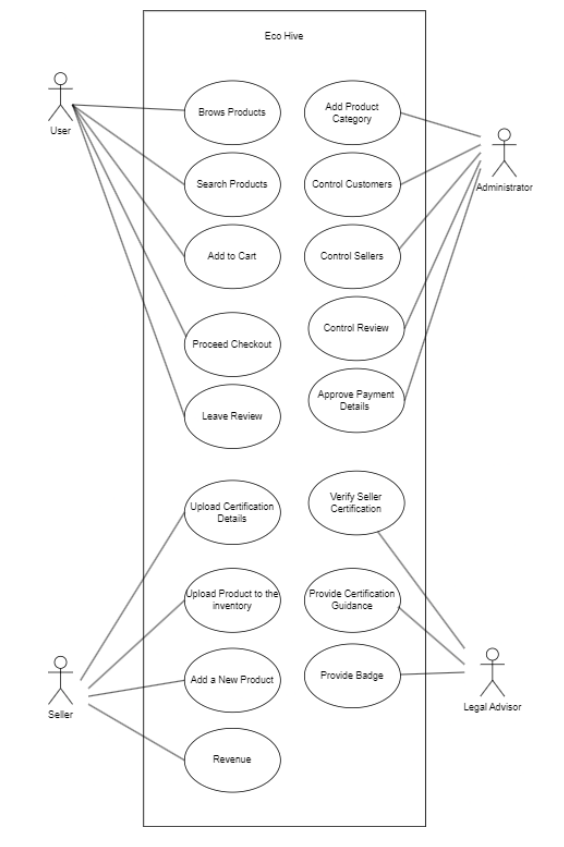 Eco Hive
User
Brows Products
Search Products
Add to Cart
Proceed Checkout
Leave Review
Add Product
Category
Control Customers
Control Sellers
Control Review
Approve Payment
Details
Administrator
Upload Certification
Details
Upload Product to the
inventory
Add a New Product
Revenue
Seller
Verify Seller
Certification
Provide Certification
Guidance
Provide Badge
Legal Advisor